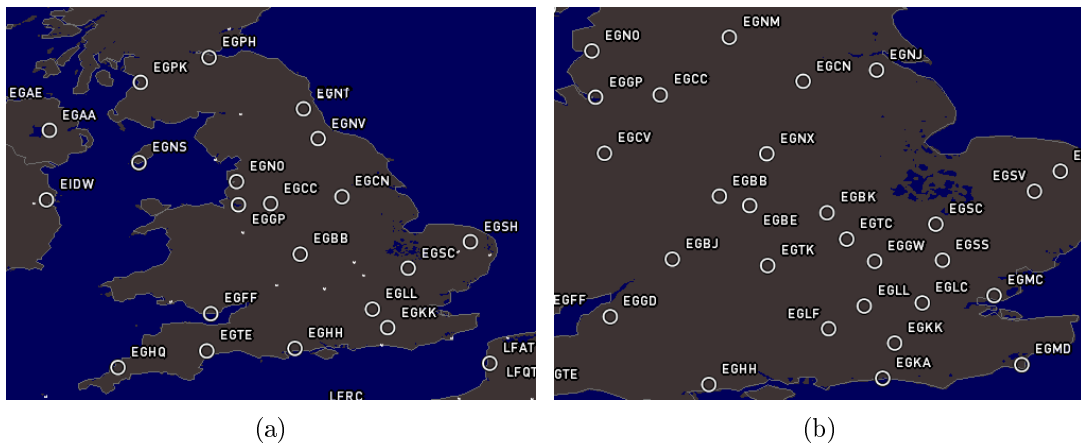 EGPH
EGPK
EGAE
EGNT
EGAA
EGNV
EGNS
EGNO
EGCC
EGCN
EIDW
EGGP
EGSH
EGBB
EGSC
EGFF
EGLL
EGKK
EGHH
EGTE
EGHQ
LFAT
LFQT
LFRC
(a)
EGNM
EGNO
EGNJ
EGCN
EGGP
EGCC
EGCV
EGNX
E
EGSV
EGBB
EGBK
EGBE
EGSC
EGTC
EGBJ
EGTK
EGGW
EGSS
EGMC
EGFF
EGGD
EGLL
EGLC
EGLF
EGKK
EGMD
EGKA
EGHH
GTE
(b)